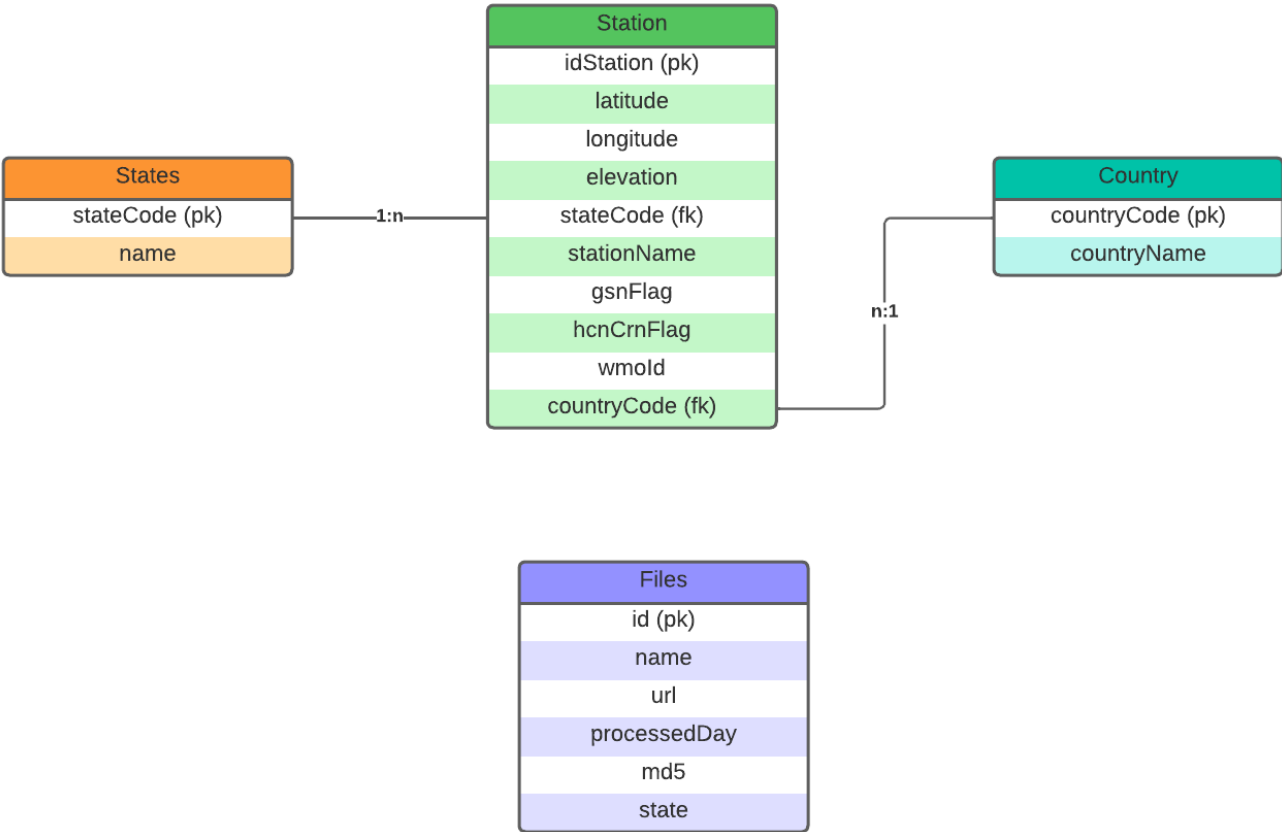 Station
idStation (pk)
latitude
longitude
elevation
stateCode (fk)
stationName
gsnFlag
hcnCrnFlag
wmoId
countryCode (fk)
States
stateCode (pk)
name
1:n
Country
countryCode (pk)
countryName
n:1
Files
id (pk)
name
url
processedDay
md5
state